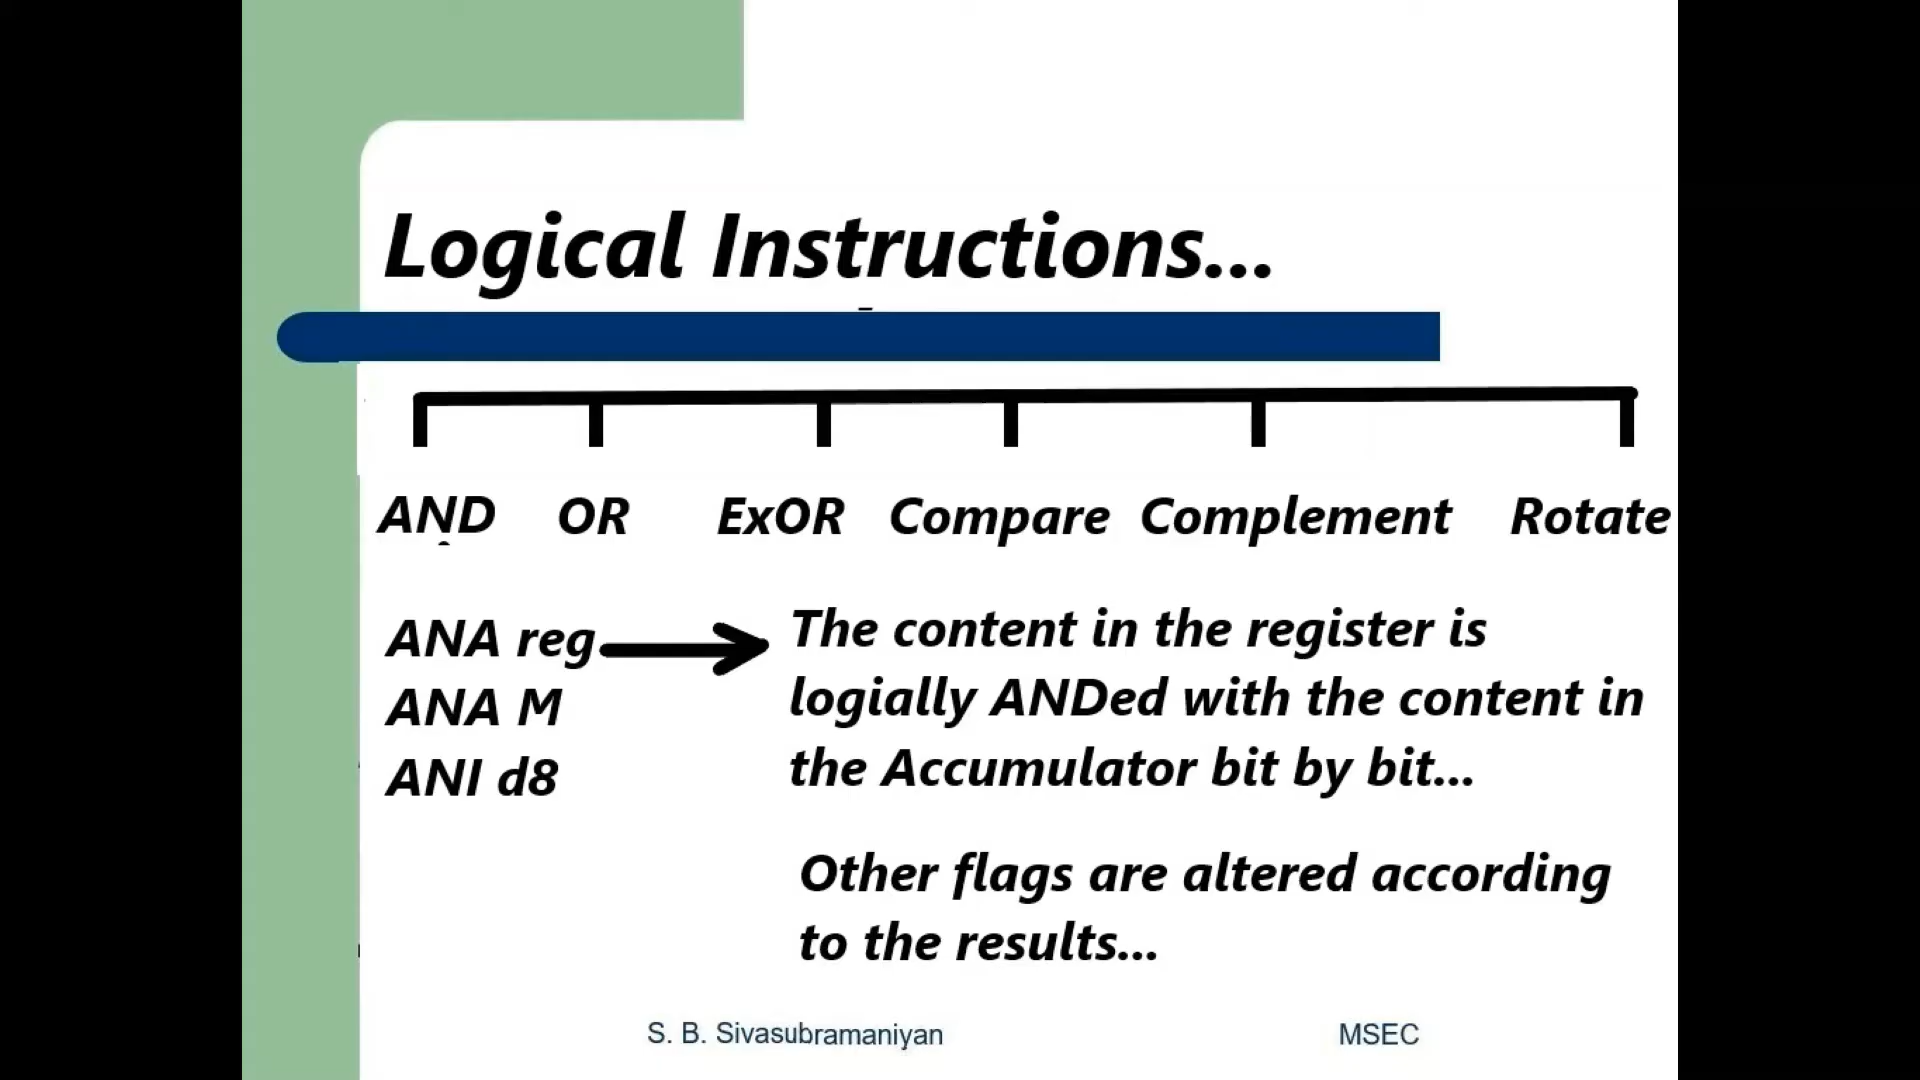 Logical Instructions...
AND OR ExOR Compare Complement Rotate
ANA reg
ANA M
ANI d8
The content in the register is
logially ANDed with the content in
the Accumulator bit by bit...
Other flags are altered according
to the results...
S. B. Sivasubramaniyan MSEC